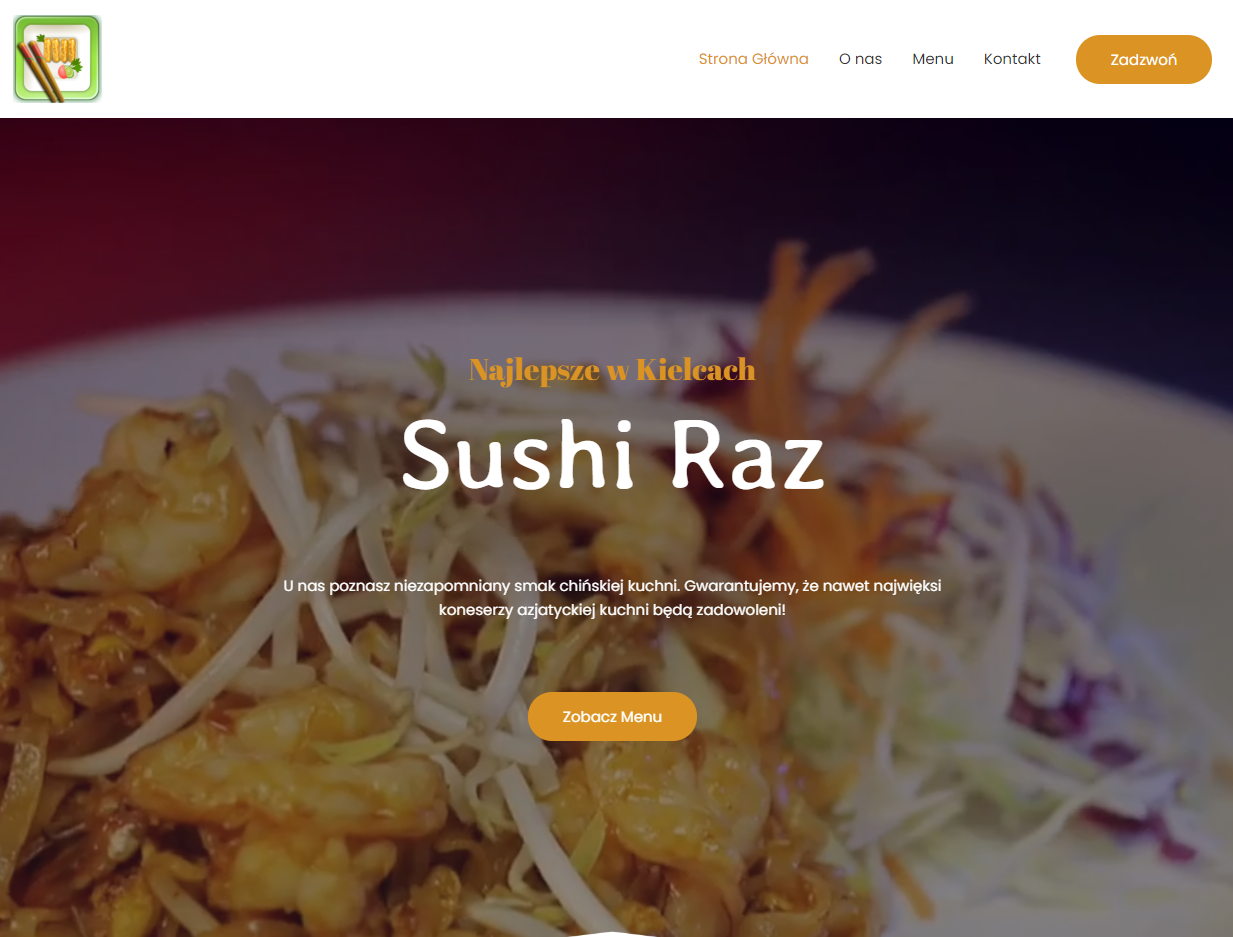 Strona Główna
O nas
Menu
Kontakt
Zadzwoń
Najlepsze w Kielcach
Sushi Raz
U nas poznasz niezapomniany smak chińskiej kuchni. Gwarantujemy, że nawet najwięksi
koneserzy azjatyckiej kuchni będą zadowoleni!
Zobacz Menu